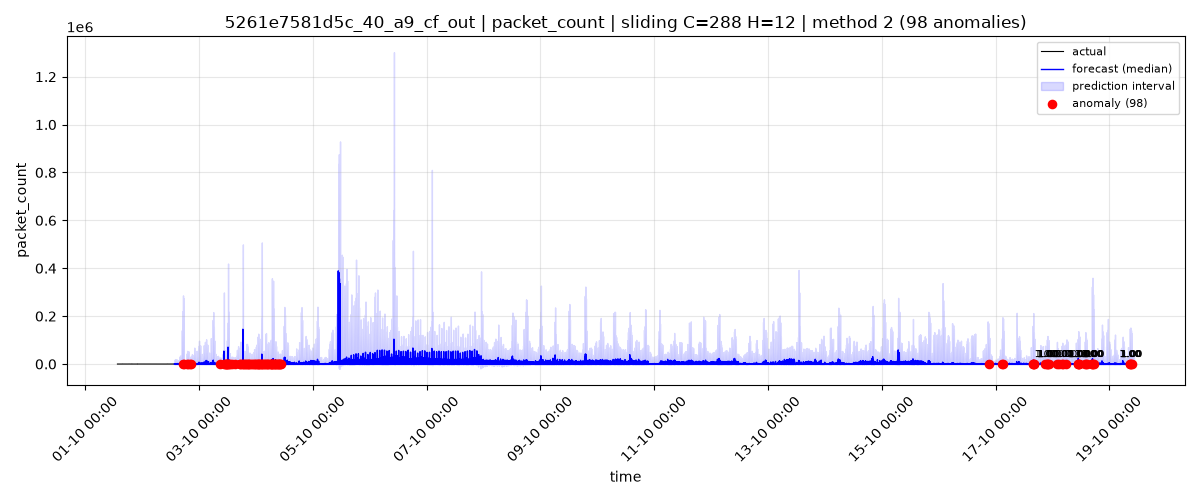 5261e7581d5c_40_a9_cf_out | packet_count | sliding C=288 H=12 | method 2 (98 anomalies)
1e6
actual
forecast (median)
prediction interval
anomaly (98)
1.2
1.0
0.8
0.6
0.4
0.2
0.0
packet_count
1.00
01-10 00:00
03-10 00:00
05-10 00:00
07-10 00:00
09-10 00:00
11-10 00:00
13-10 00:00
15-10 00:00
17-10 00:00
19-10 00:00
time